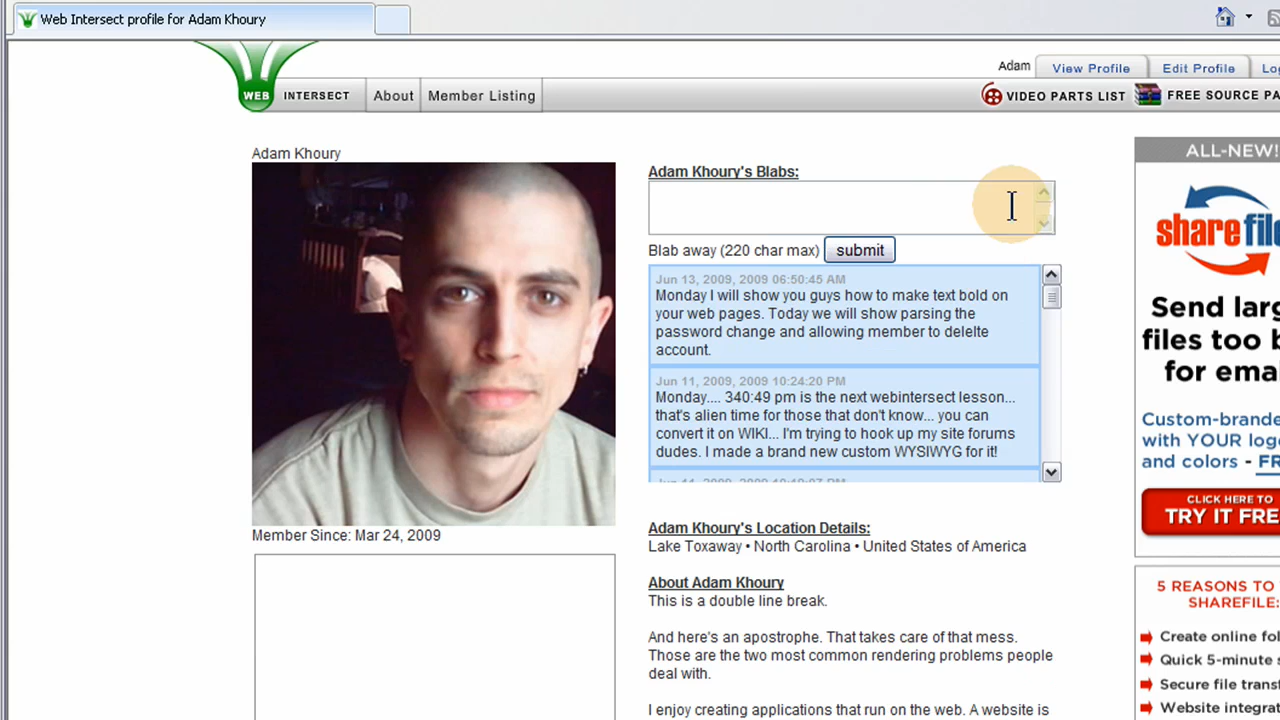 Web Intersect profile for Adam Khoury
Adam View Profile Edit Profile
WEB INTERSECT About Member Listing VIDEO PARTS LIST FREE SOURCE
Adam Khoury
Adam Khoury's Blabs:
Blab away (220 char max) submit
Jun 13, 2009, 2009 06:50:45 AM
Monday I will show you guys how to make text bold on
your web pages. Today we will show parsing the
password change and allowing member to delelte
account.
Jun 11, 2009, 2009 10:24:20 PM
Monday.... 340:49 pm is the next webintersect lesson...
that's alien time for those that don't know... you can
convert it on WIKI... I'm trying to hook up my site forums
dudes. I made a brand new custom WYSIWYG for it!
Member Since: Mar 24, 2009
Adam Khoury's Location Details:
Lake Toxaway • North Carolina • United States of America
About Adam Khoury
This is a double line break.
And here's an apostrophe. That takes care of that mess.
Those are the two most common rendering problems people
deal with.
I enjoy creating applications that run on the web. A website is
ALL-NEW!
sharefile
Send
files too
for
Custom-brande
with YOUR
and colors -
CLICK HERE TO
TRY IT FREE
5 REASONS TO
SHAREFILE:
Create online
Quick 5-minute
Secure file
Website